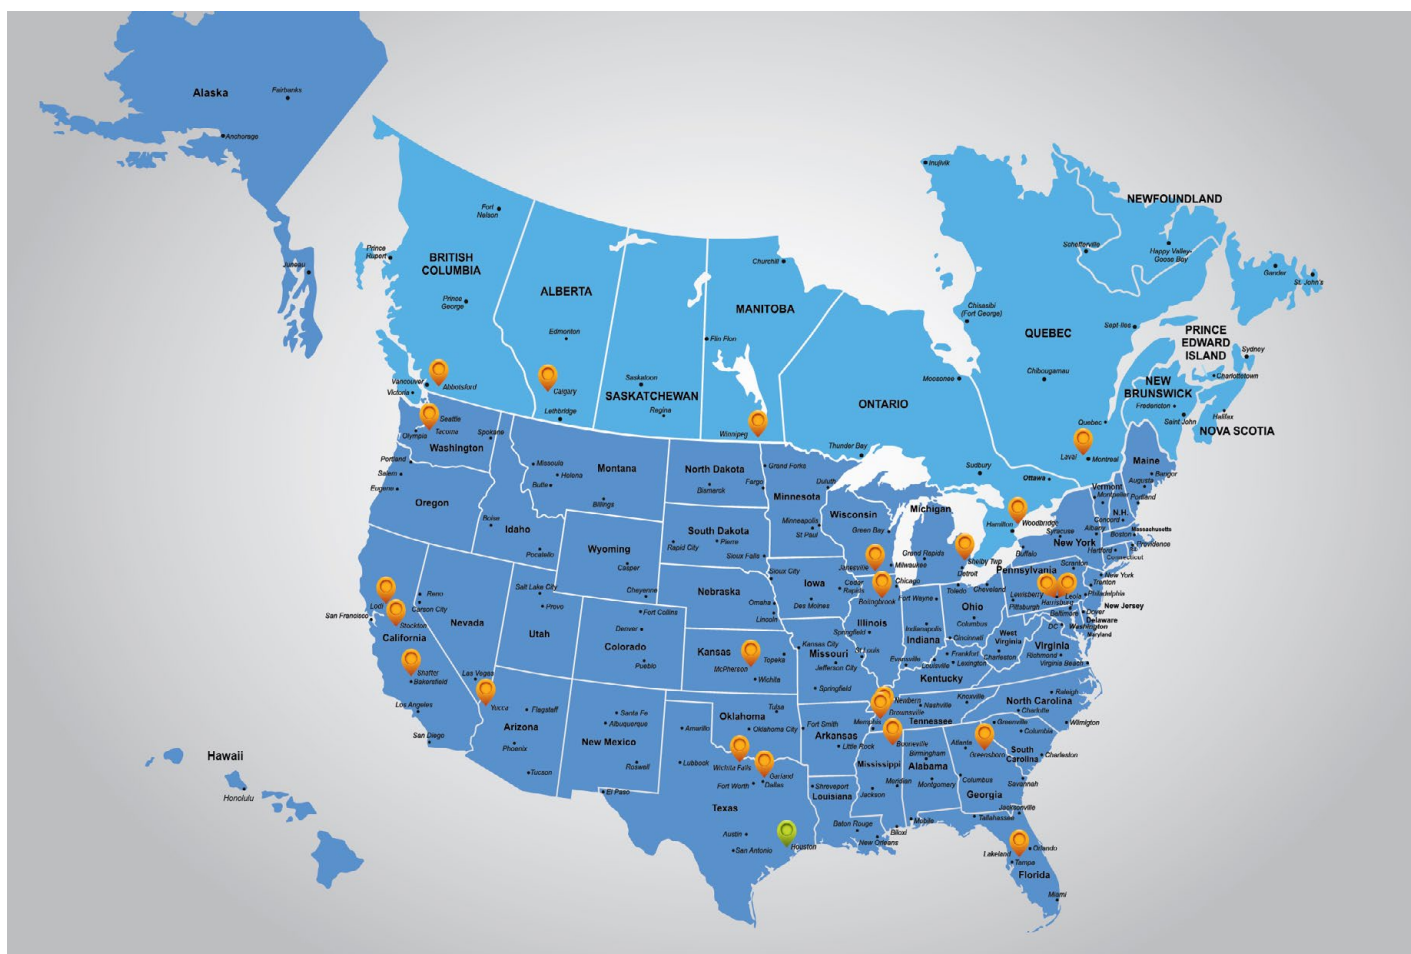 Alaska
Fairbanks
Anchorage
Juneau
Inujivik
NEWFOUNDLAND
Fort
Nelson
Prince
Rupert
BRITISH
COLUMBIA
Prince
George
ALBERTA
Edmonton
Churchill
MANITOBA
Flin Flon
Schefferville
Happy Valley-
Goose Bay
Gander
St. John's
Chisasibi
(Fort George)
QUEBEC
Sept-Iles
PRINCE
EDWARD
ISLAND
Sydney
Charlottetown
Vancouver
Abbotsford
Victoria
Calgary
Lethbridge
Saskatoon
SASKATCHEWAN
Regina
Winnipeg
ONTARIO
Moosonee
Chibougamau
NEW
BRUNSWICK
Fredericton
Saint John
Halifax
NOVA SCOTIA
Quebec
Laval
Montreal
Thunder Bay
Sudbury
Ottawa
Hamilton
Woodbridge
Seattle
Tacoma
Olympia
Spokane
Washington
Portland
Salem
Eugene
Oregon
Missoula
Helena
Butte
Montana
Billings
Boise
Idaho
Pocatello
North Dakota
Bismarck
Fargo
Grand Forks
Duluth
Minnesota
Minneapolis
St Paul
South Dakota
Pierre
Rapid City
Sioux Falls
Wisconsin
Green Bay
Janesville
Milwaukee
Michigan
Grand Rapids
Shelby Twp
Detroit
Maine
Bangor
Augusta
Portland
Vermont
Montpelier
N.H.
Concord
Massachusetts
Boston
Providence
Hartford
Connecticut
R.I.
Syracuse
Albany
New York
Buffalo
New York
Wyoming
Casper
Cheyenne
Nebraska
Omaha
Lincoln
Sioux City
Iowa
Cedar
Rapids
Des Moines
Chicago
Bolingbrook
Illinois
Springfield
Fort Wayne
Indianapolis
Indiana
Evansville
Toledo
Cleveland
Ohio
Columbus
Cincinnati
Pennsylvania
Scranton
Lewisberry
Pittsburgh
Harrisburg
Leola
Trenton
Philadelphia
New Jersey
Baltimore
Dover
Delaware
DC
Washington
Maryland
Lodi
Reno
Carson City
San Francisco
Stockton
California
Nevada
Salt Lake City
Provo
Utah
Fort Collins
Denver
Colorado
Pueblo
Kansas
McPherson
Topeka
Wichita
Kansas City
Missouri
Jefferson City
St Louis
Springfield
West
Virginia
Charleston
Virginia
Richmond
Virginia Beach
Frankfort
Lexington
Louisville
Kentucky
Shafter
Bakersfield
Los Angeles
San Diego
Las Vegas
Yucca
Flagstaff
Arizona
Phoenix
Tucson
Santa Fe
Albuquerque
New Mexico
Roswell
El Paso
Amarillo
Lubbock
Tulsa
Oklahoma
Oklahoma City
Fort Smith
Arkansas
Little Rock
Newbern
Brownsville
Memphis
Nashville
Knoxville
Tennessee
North Carolina
Raleigh
Charlotte
Wilmington
Greenville
Columbia
South
Carolina
Charleston
Wichita Falls
Garland
Fort Worth
Dallas
Texas
Austin
San Antonio
Houston
Shreveport
Louisiana
Baton Rouge
New Orleans
Booneville
Mississippi
Jackson
Meridian
Biloxi
Birmingham
Alabama
Montgomery
Mobile
Atlanta
Greensboro
Columbus
Georgia
Savannah
Jacksonville
Tallahassee
Lakeland
Orlando
Tampa
Florida
Miami
Hawaii
Honolulu